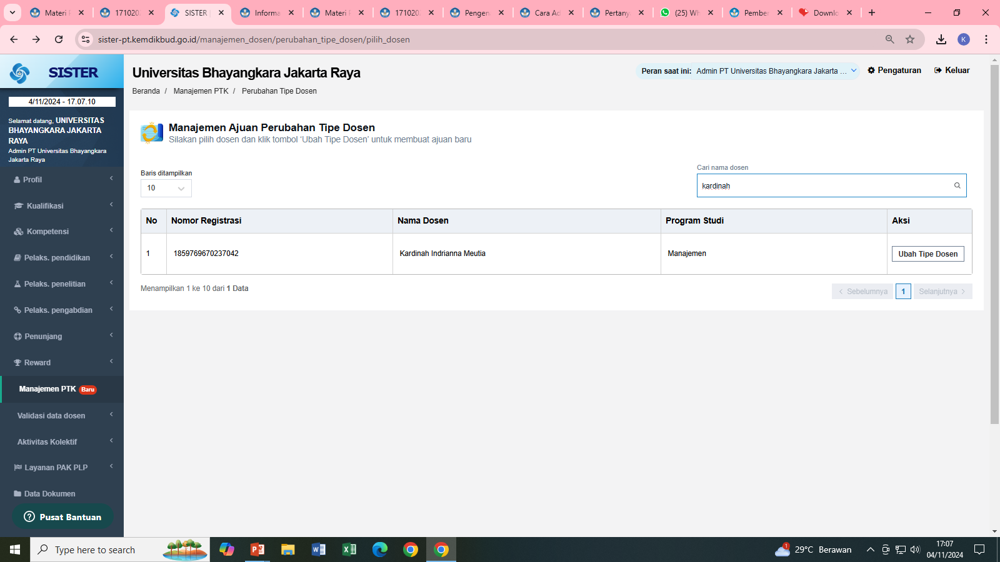 Materi
171020
SISTER
Informa
Materi
171020
Pengen
Cara Ad
Pertany
(25) Wh
Pember
Downlo
sister-pt.kemdikbud.go.id/manajemen_dosen/perubahan_tipe_dosen/pilih_dosen
K
SISTER
Universitas Bhayangkara Jakarta Raya
Peran saat ini: Admin PT Universitas Bhayangkara Jakarta ...
Pengaturan
Keluar
Beranda / Manajemen PTK / Perubahan Tipe Dosen
4/11/2024 - 17.07.10
Selamat datang, UNIVERSITAS
BHAYANGKARA JAKARTA
RAYA
Admin PT Universitas Bhayangkara
Jakarta Raya
Profil
Kualifikasi
Kompetensi
Pelaks. pendidikan
Pelaks. penelitian
Pelaks. pengabdian
Penunjang
Reward
Manajemen PTK Baru
Validasi data dosen
Aktivitas Kolektif
Layanan PAK PLP
Data Dokumen
Pusat Bantuan
Manajemen Ajuan Perubahan Tipe Dosen
Silakan pilih dosen dan klik tombol ‘Ubah Tipe Dosen’ untuk membuat ajuan baru
Baris ditampilkan
10
Cari nama dosen
kardinah
No Nomor Registrasi Nama Dosen Program Studi Aksi
1 1859769670237042 Kardinah Indrianna Meutia Manajemen Ubah Tipe Dosen
Menampilkan 1 ke 10 dari 1 Data
Sebelumnya 1 Selanjutnya
Type here to search
1
29°C Berawan
17:07
04/11/2024